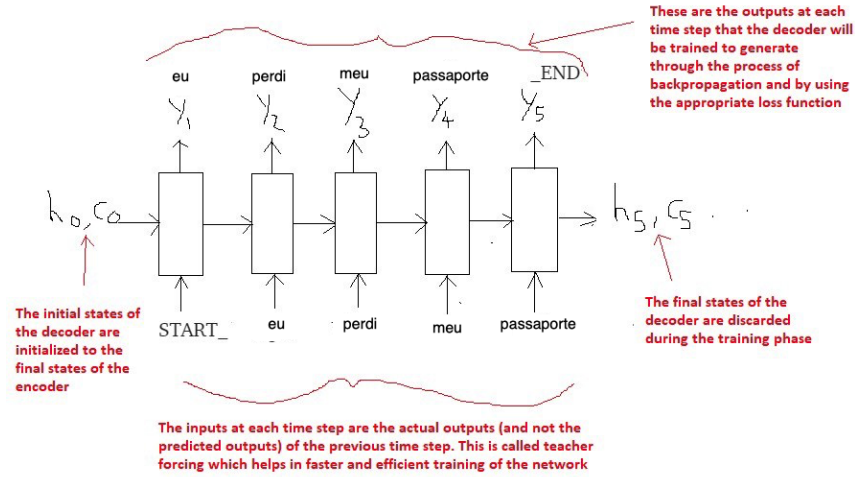 These are the outputs at each
time step that the decoder will
be trained to generate
through the process of
backpropagation and by using
the appropriate loss function
eu perdi meu passaporte _END
y1 y2 y3 y4 y5
h0, c0
h5, c5 . .
START_ eu perdi meu passaporte
The initial states of
the decoder are
initialized to the
final states of the
encoder
The final states of the
decoder are discarded
during the training phase
The inputs at each time step are the actual outputs (and not the
predicted outputs) of the previous time step. This is called teacher
forcing which helps in faster and efficient training of the network